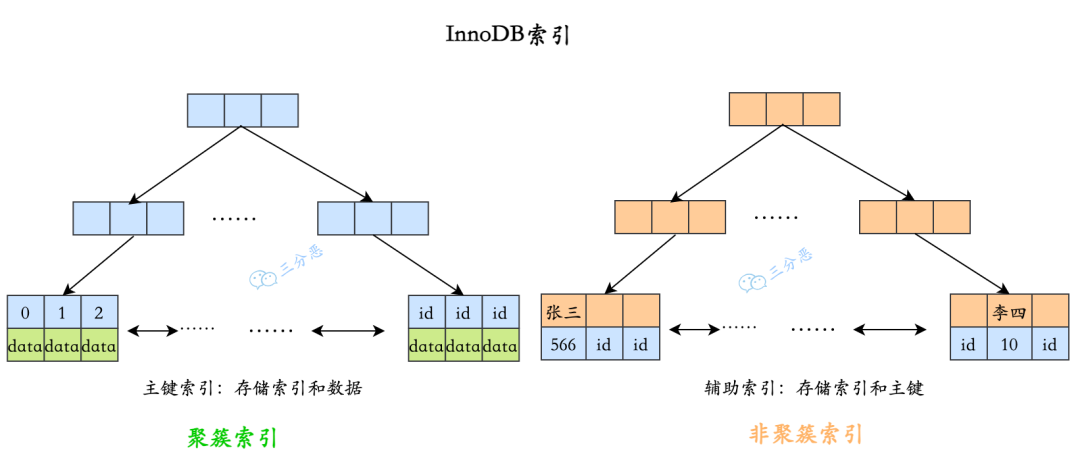 InnoDB索引
······ ······
三分恶 三分恶
0 1 2 id id id 张三 李四
data data data ······ ······ data data data 566 id id ······ ······ id 10 id
主键索引：存储索引和数据 辅助索引：存储索引和主键
聚簇索引 非聚簇索引